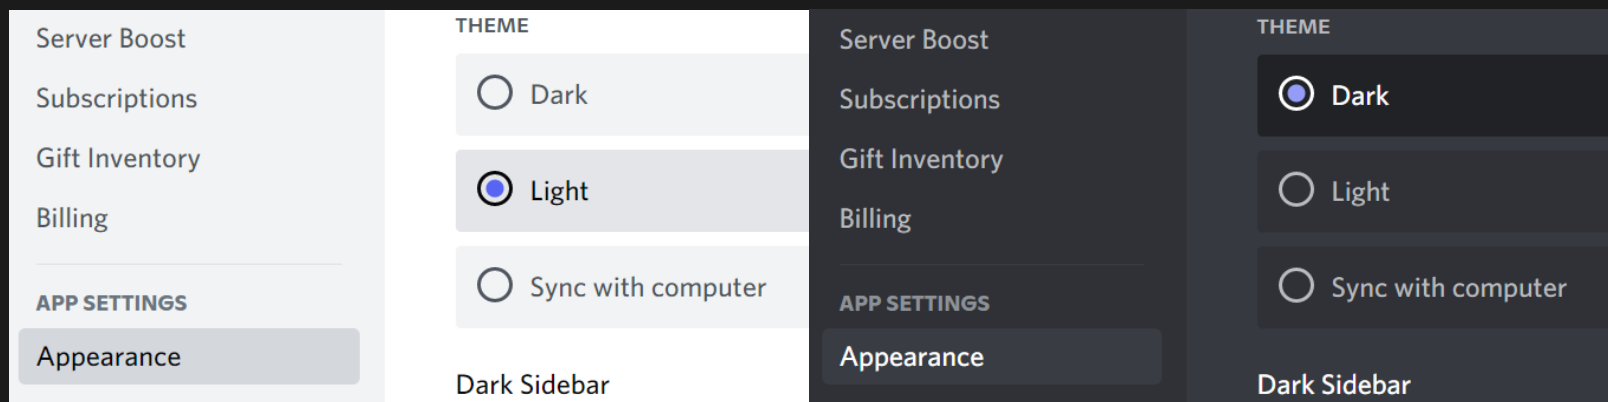 Server Boost
Subscriptions
Gift Inventory
Billing
APP SETTINGS
Appearance
THEME
Dark
Light
Sync with computer
Dark Sidebar
Server Boost
Subscriptions
Gift Inventory
Billing
APP SETTINGS
Appearance
THEME
Dark
Light
Sync with computer
Dark Sidebar